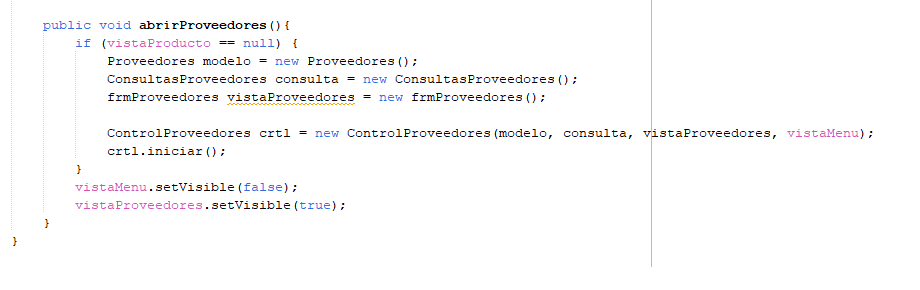 public void abrirProveedores(){
if (vistaProducto == null) {
Proveedores modelo = new Proveedores();
ConsultasProveedores consulta = new ConsultasProveedores();
frmProveedores vistaProveedores = new frmProveedores();
ControlProveedores crtl = new ControlProveedores(modelo, consulta, vistaProveedores, vistaMenu);
crtl.iniciar();
}
vistaMenu.setVisible(false);
vistaProveedores.setVisible(true);
}
}